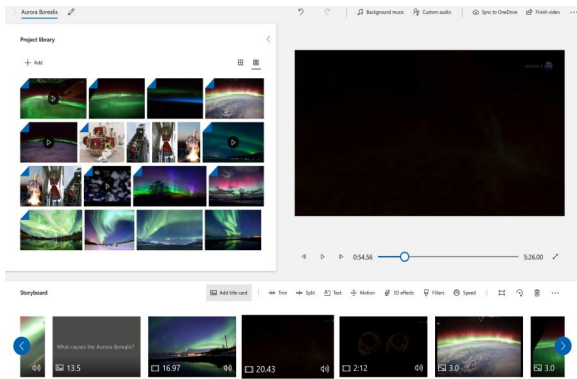 Aurora Borealis
Background music
Custom audio
Sync to OneDrive
Finish video
Project library
Add
0:54.56
5:26.00
Storyboard
Add title card
Trim
Split
Text
Motion
3D effects
Filters
Speed
What causes the Aurora Borealis?
13.5
16.97
20.43
2:12
3.0
3.0